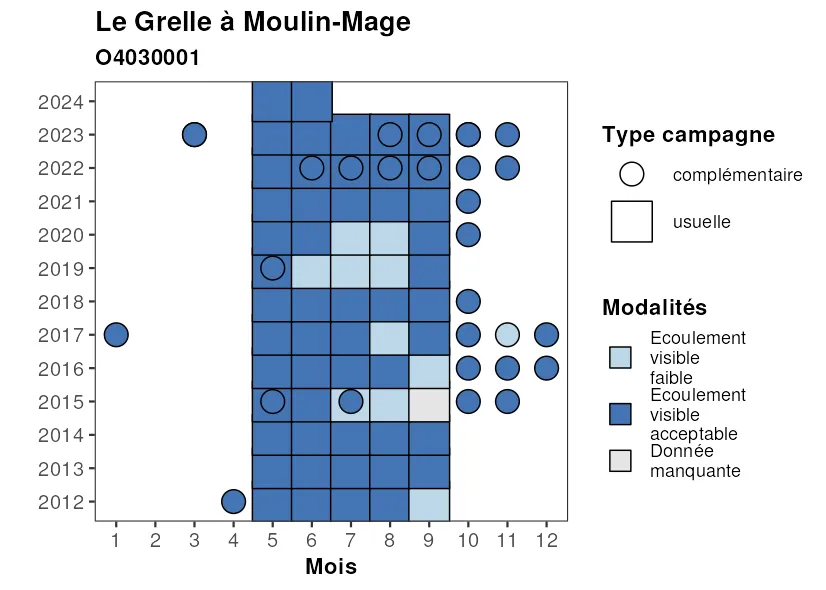 Le Grelle à Moulin-Mage
O4030001
2024
2023
2022
2021
2020
2019
2018
2017
2016
2015
2014
2013
2012
1 2 3 4 5 6 7 8 9 10 11 12
Mois
Type campagne
complémentaire
usuelle
Modalités
Ecoulement
visible
faible
Ecoulement
visible
acceptable
Donnée
manquante